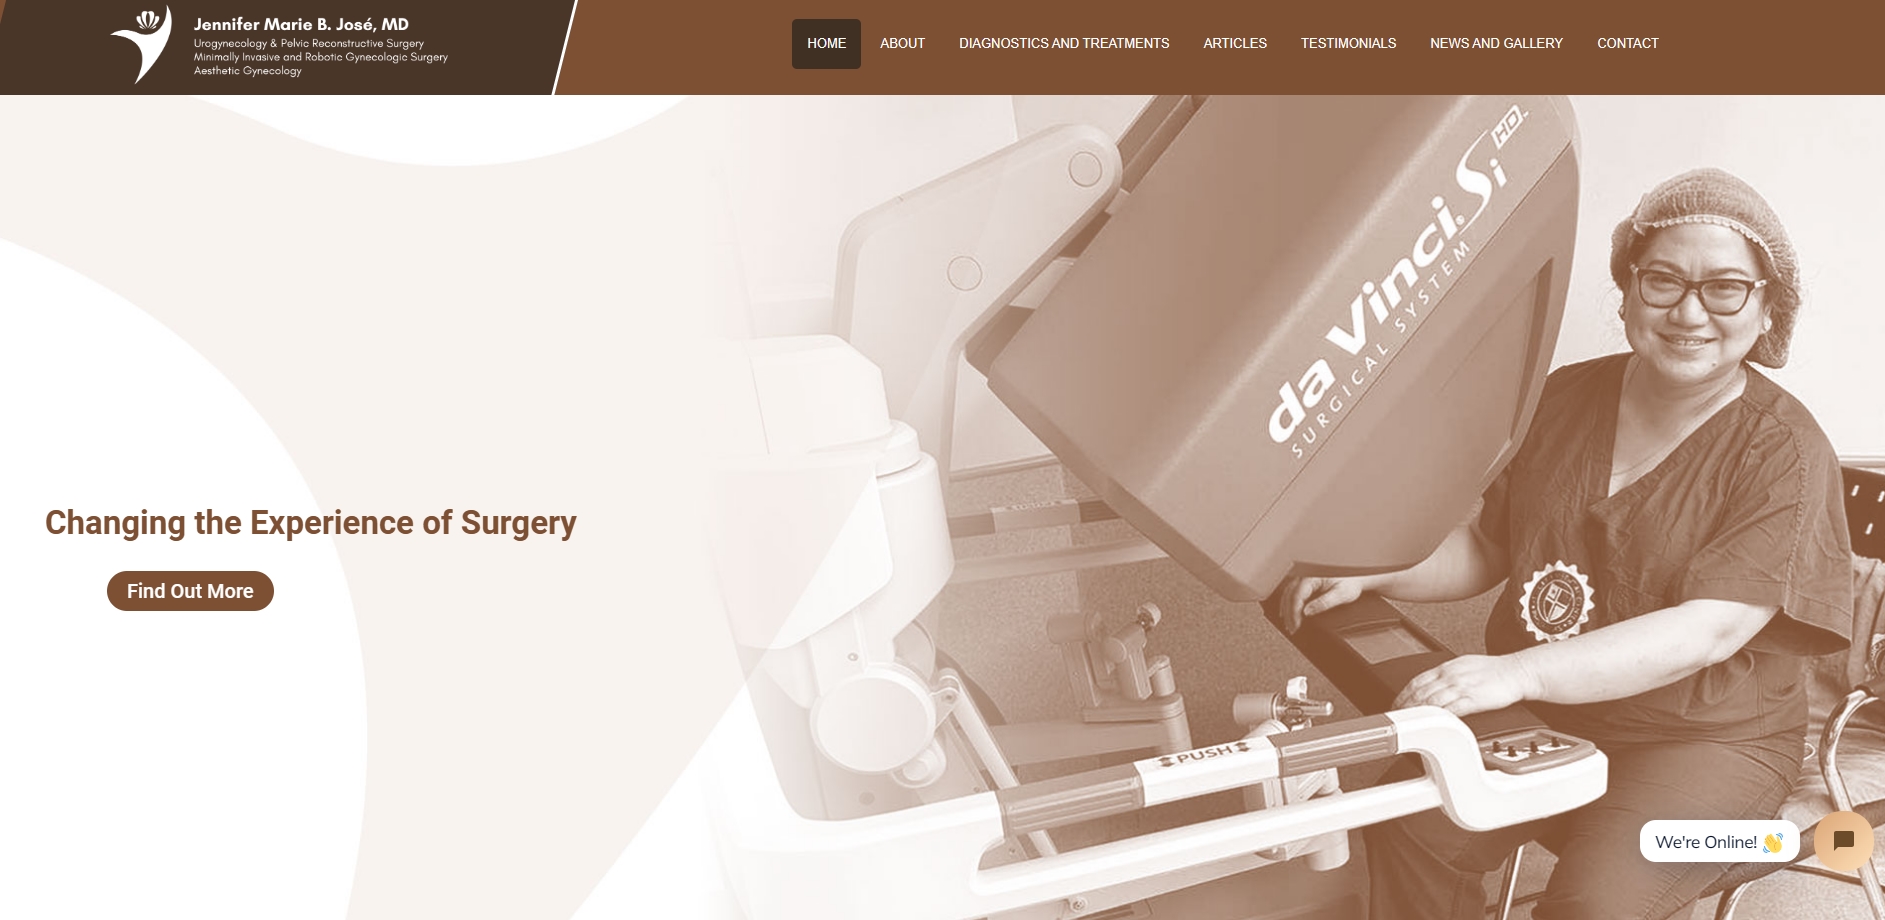 Jennifer Marie B. José, MD
Urogynecology & Pelvic Reconstructive Surgery
Minimally Invasive and Robotic Gynecologic Surgery
Aesthetic Gynecology
HOME ABOUT DIAGNOSTICS AND TREATMENTS ARTICLES TESTIMONIALS NEWS AND GALLERY CONTACT
da Vinci. Si HD
SURGICAL SYSTEM
Changing the Experience of Surgery
Find Out More
PUSH
We're Online! 👋